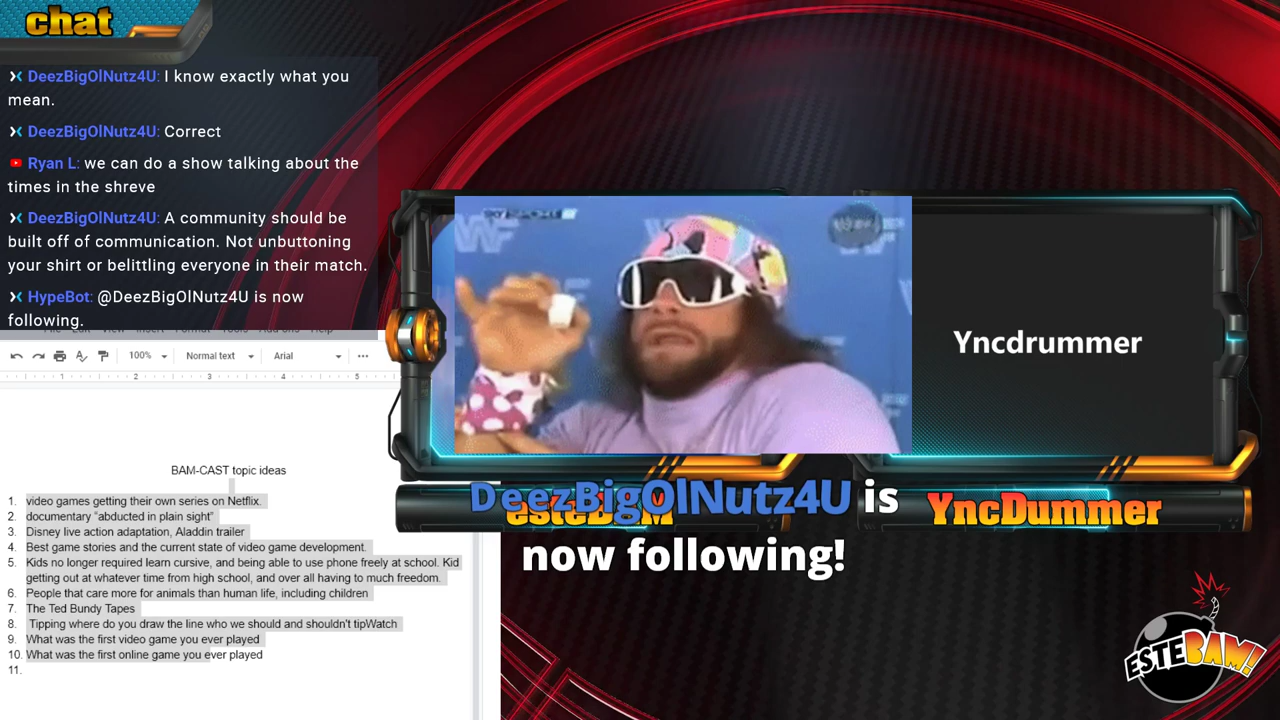 chat
DeezBigOlNutz4U: I know exactly what you
mean.
DeezBigOlNutz4U: Correct
Ryan L: we can do a show talking about the
times in the shreve
DeezBigOlNutz4U: A community should be
built off of communication. Not unbuttoning
your shirt or belittling everyone in their match.
HypeBot: @DeezBigOlNutz4U is now
following.
100% Normal text Arial
1 2 3 4 5
BAM-CAST topic ideas
1. video games getting their own series on Netflix.
2. documentary “abducted in plain sight”
3. Disney live action adaptation, Aladdin trailer
4. Best game stories and the current state of video game development.
5. Kids no longer required learn cursive, and being able to use phone freely at school. Kid
getting out at whatever time from high school, and over all having to much freedom.
6. People that care more for animals than human life, including children
7. The Ted Bundy Tapes
8. Tipping where do you draw the line who we should and shouldn't tipWatch
9. What was the first video game you ever played
10. What was the first online game you ever played
11.
WF
Yncdrummer
DeezBigOlNutz4U is
now following!
esteBAM
YncDummer
ESTEBAM!